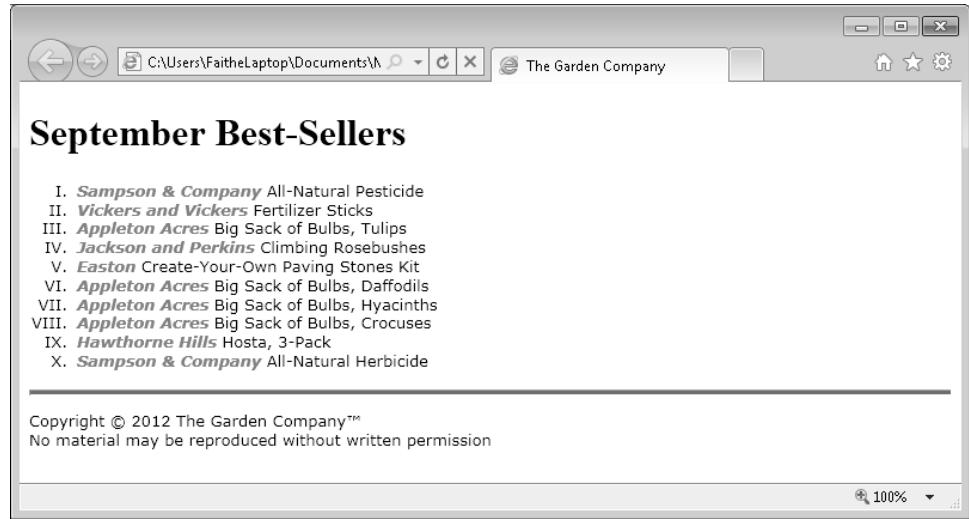 C:\Users\FaitheLaptop\Documents\N
The Garden Company
September Best-Sellers
I. Sampson & Company All-Natural Pesticide
II. Vickers and Vickers Fertilizer Sticks
III. Appleton Acres Big Sack of Bulbs, Tulips
IV. Jackson and Perkins Climbing Rosebushes
V. Easton Create-Your-Own Paving Stones Kit
VI. Appleton Acres Big Sack of Bulbs, Daffodils
VII. Appleton Acres Big Sack of Bulbs, Hyacinths
VIII. Appleton Acres Big Sack of Bulbs, Crocuses
IX. Hawthorne Hills Hosta, 3-Pack
X. Sampson & Company All-Natural Herbicide
Copyright © 2012 The Garden Company™
No material may be reproduced without written permission
100%